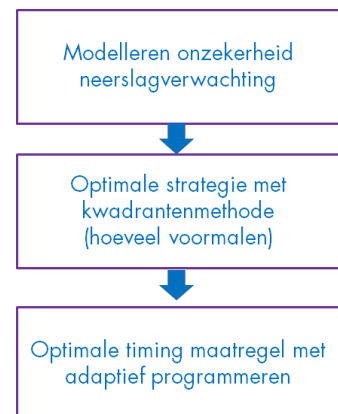 Modelleren onzekerheid
neerslagverwachting
Optimale strategie met
kwadrantenmethode
(hoeveel voormalen)
Optimale timing maatregel met
adaptief programmeren